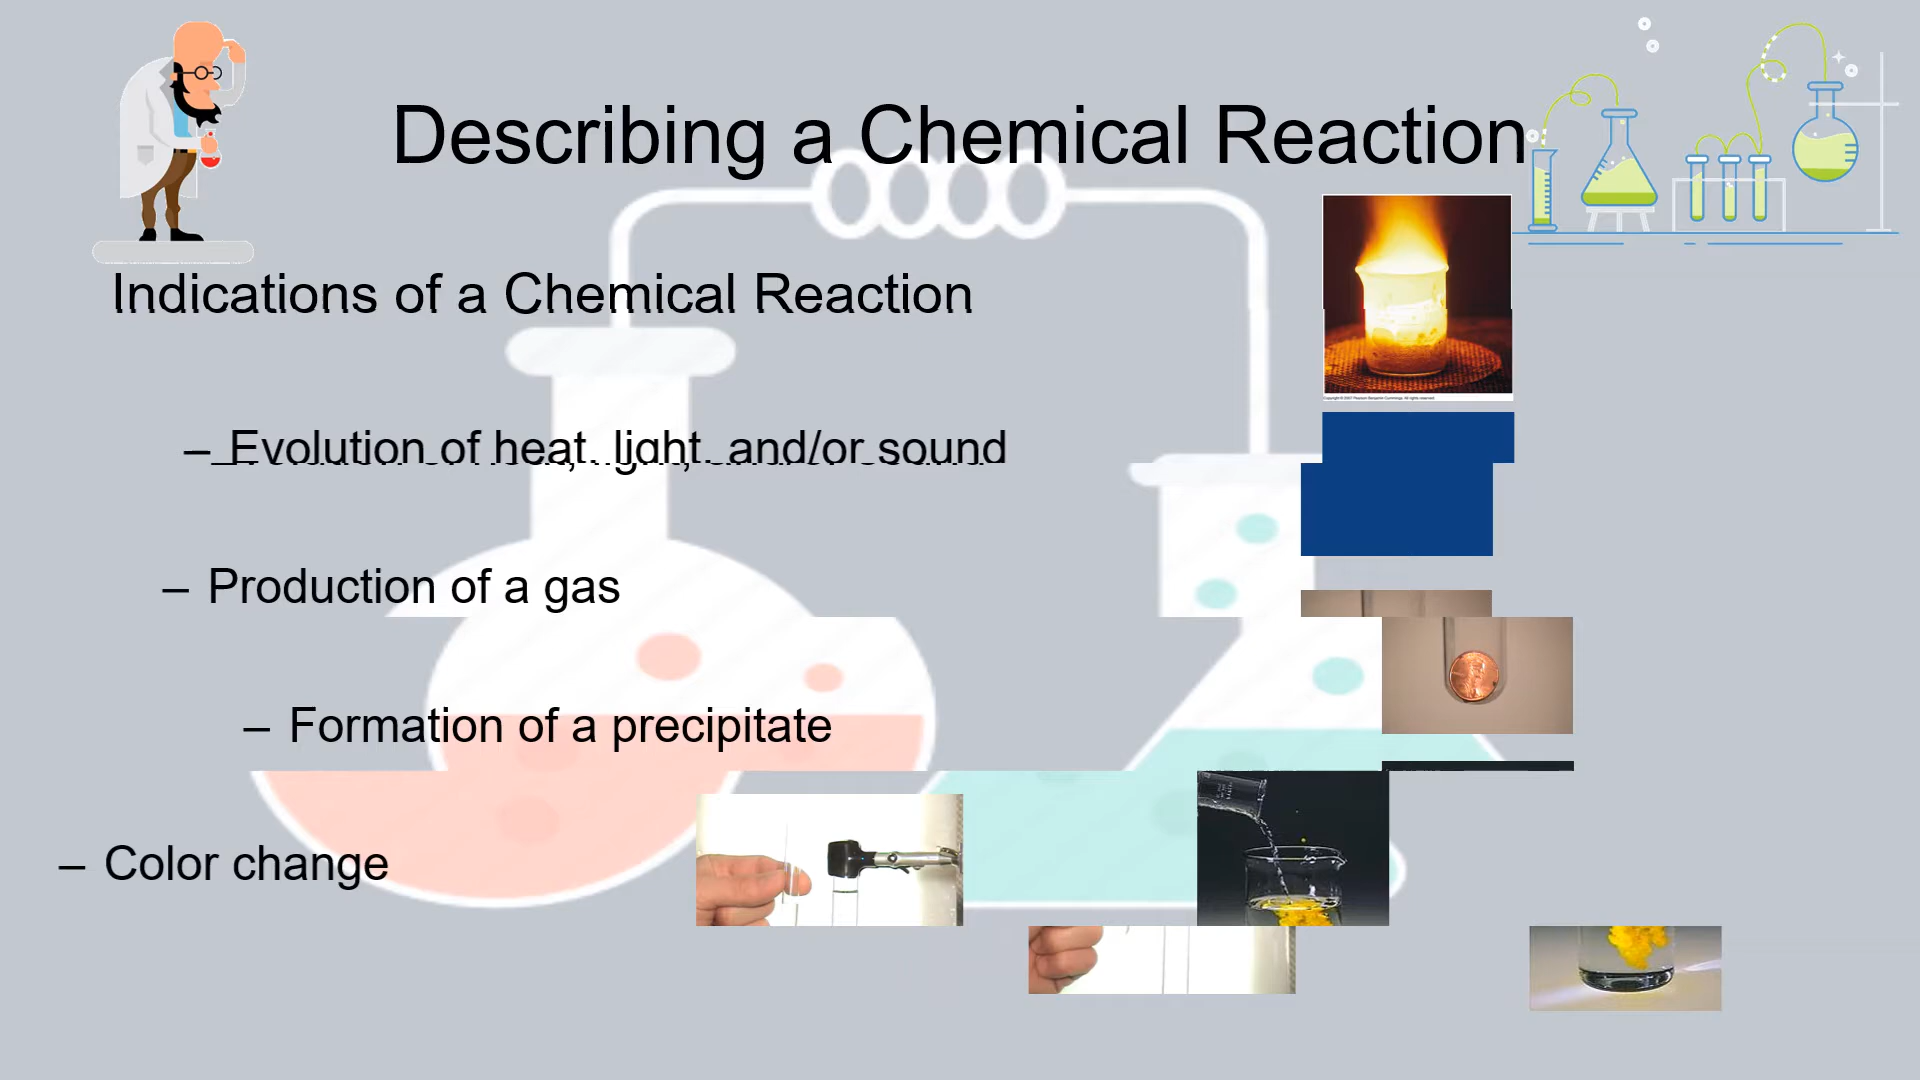 Describing a Chemical Reaction
Indications of a Chemical Reaction
– Evolution of heat, light, and/or sound
– Production of a gas
– Formation of a precipitate
– Color change